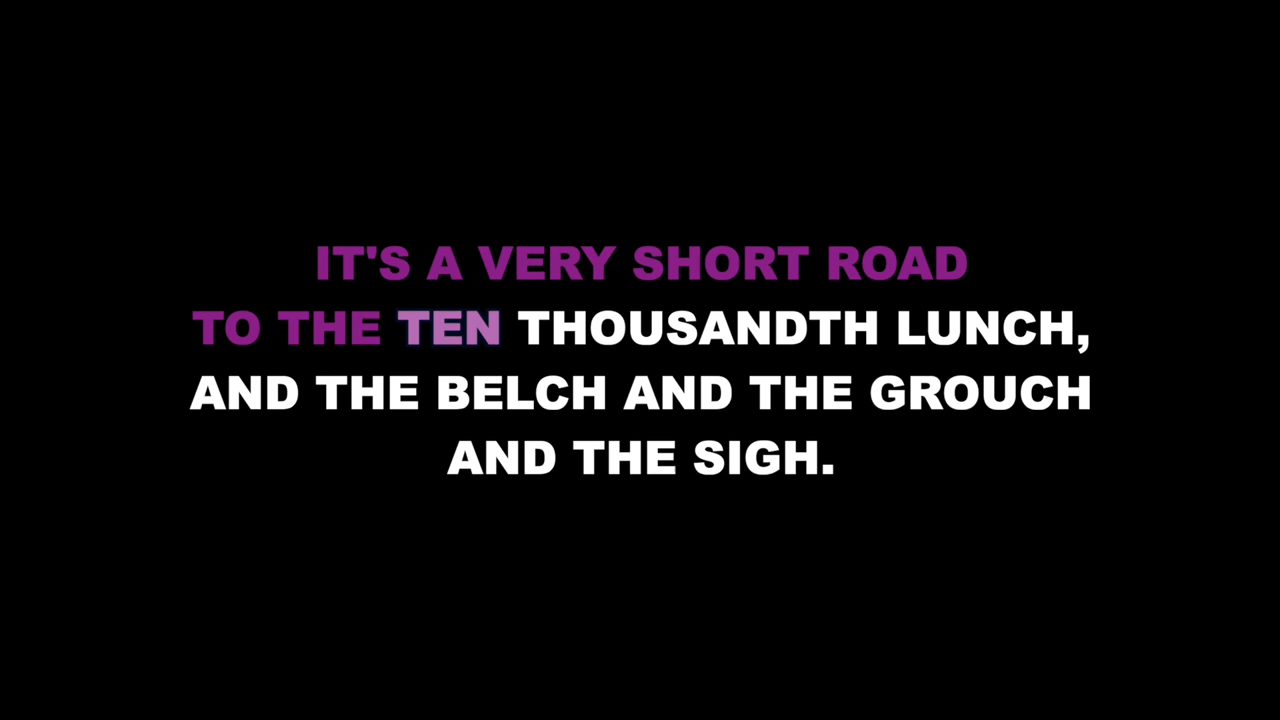 IT'S A VERY SHORT ROAD
TO THE TEN THOUSANDTH LUNCH,
AND THE BELCH AND THE GROUCH
AND THE SIGH.